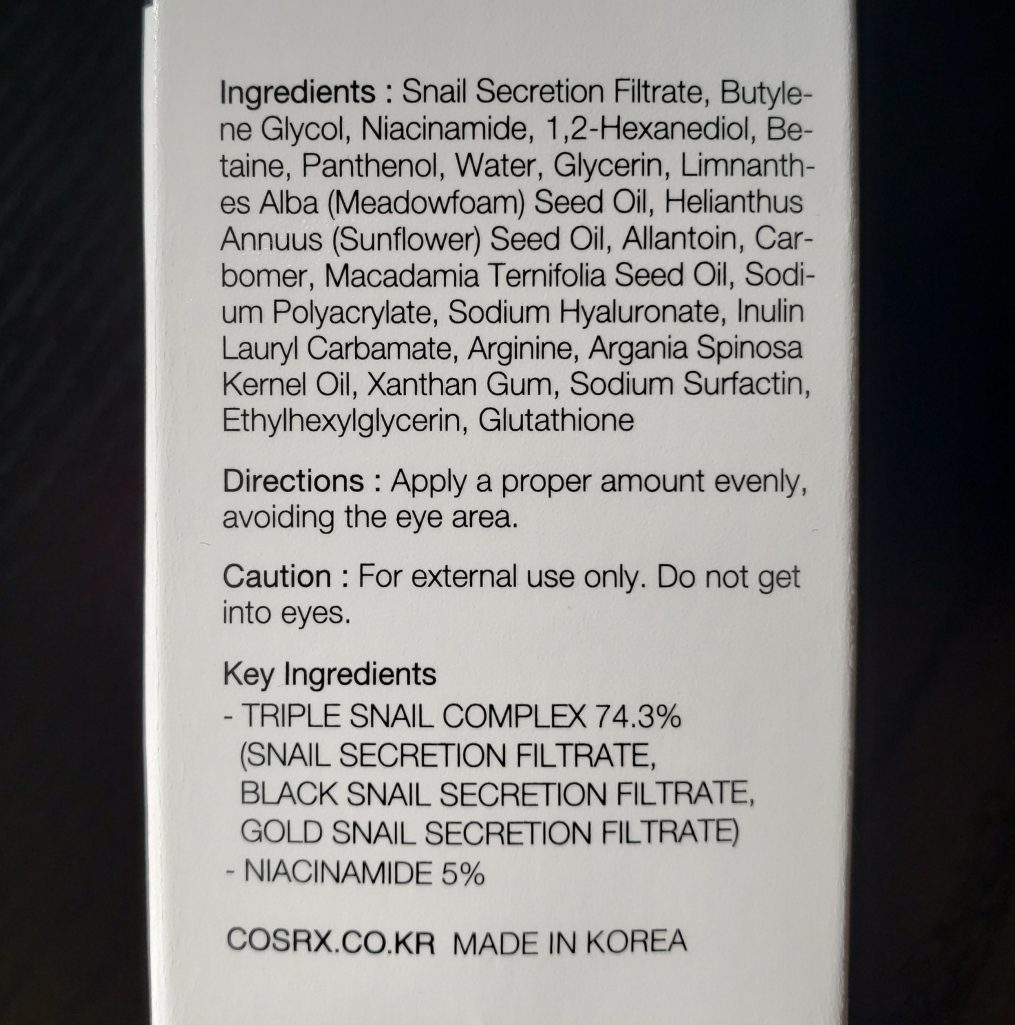 Ingredients : Snail Secretion Filtrate, Butyle-
ne Glycol, Niacinamide, 1,2-Hexanediol, Be-
taine, Panthenol, Water, Glycerin, Limnanth-
es Alba (Meadowfoam) Seed Oil, Helianthus
Annuus (Sunflower) Seed Oil, Allantoin, Car-
bomer, Macadamia Ternifolia Seed Oil, Sodi-
um Polyacrylate, Sodium Hyaluronate, Inulin
Lauryl Carbamate, Arginine, Argania Spinosa
Kernel Oil, Xanthan Gum, Sodium Surfactin,
Ethylhexylglycerin, Glutathione
Directions : Apply a proper amount evenly,
avoiding the eye area.
Caution : For external use only. Do not get
into eyes.
Key Ingredients
- TRIPLE SNAIL COMPLEX 74.3%
(SNAIL SECRETION FILTRATE,
BLACK SNAIL SECRETION FILTRATE,
GOLD SNAIL SECRETION FILTRATE)
- NIACINAMIDE 5%
COSRX.CO.KR MADE IN KOREA